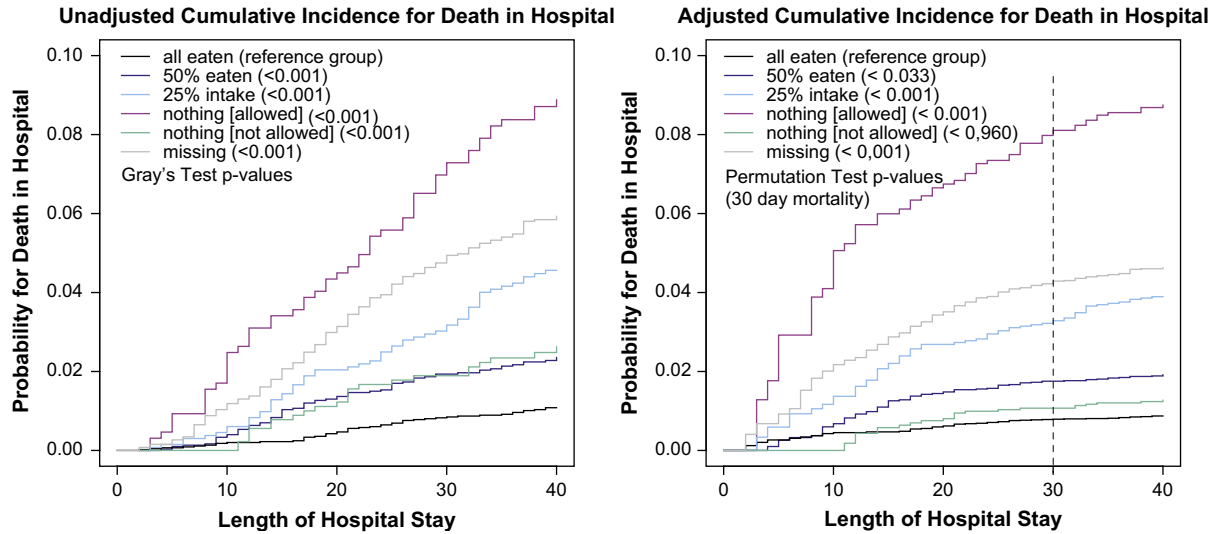 Unadjusted Cumulative Incidence for Death in Hospital
Probability for Death in Hospital
0.10
0.08
0.06
0.04
0.02
0.00
all eaten (reference group)
50% eaten (<0.001)
25% intake (<0.001)
nothing [allowed] (<0.001)
nothing [not allowed] (<0.001)
missing (<0.001)
Gray's Test p-values
0
10
20
30
40
Length of Hospital Stay
Adjusted Cumulative Incidence for Death in Hospital
Probability for Death in Hospital
0.10
0.08
0.06
0.04
0.02
0.00
all eaten (reference group)
50% eaten (< 0.033)
25% intake (< 0.001)
nothing [allowed] (< 0.001)
nothing [not allowed] (< 0,960)
missing (< 0,001)
Permutation Test p-values
(30 day mortality)
0
10
20
30
40
Length of Hospital Stay